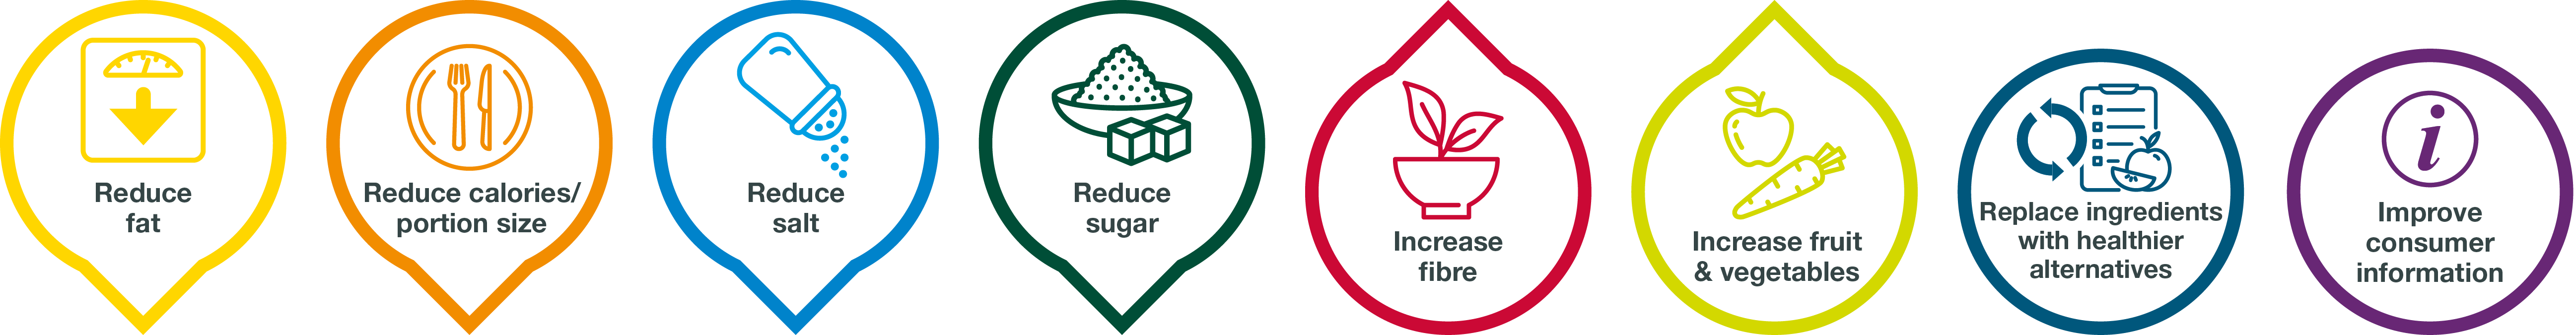 Reduce
fat
Reduce calories/
portion size
Reduce
salt
Reduce
sugar
Increase
fibre
Increase fruit
& vegetables
Replace ingredients
with healthier
alternatives
i
Improve
consumer
information